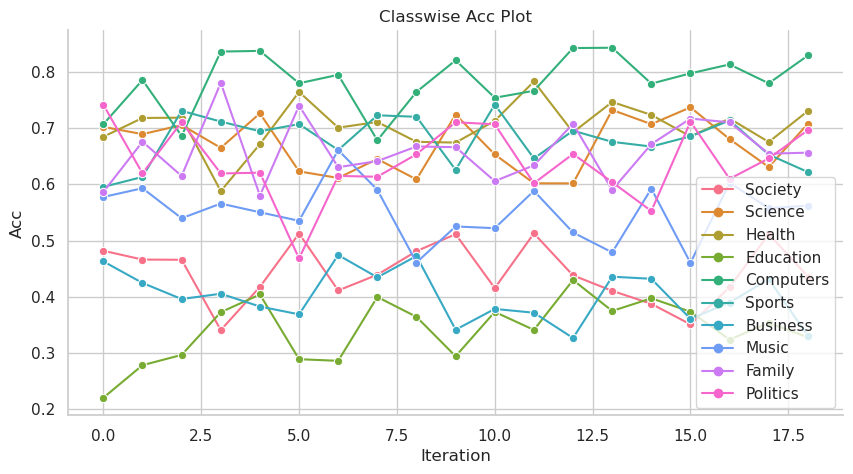 Classwise Acc Plot
Acc
0.8
0.7
0.6
0.5
0.4
0.3
0.2
0.0
2.5
5.0
7.5
10.0
12.5
15.0
17.5
Iteration
Society
Science
Health
Education
Computers
Sports
Business
Music
Family
Politics